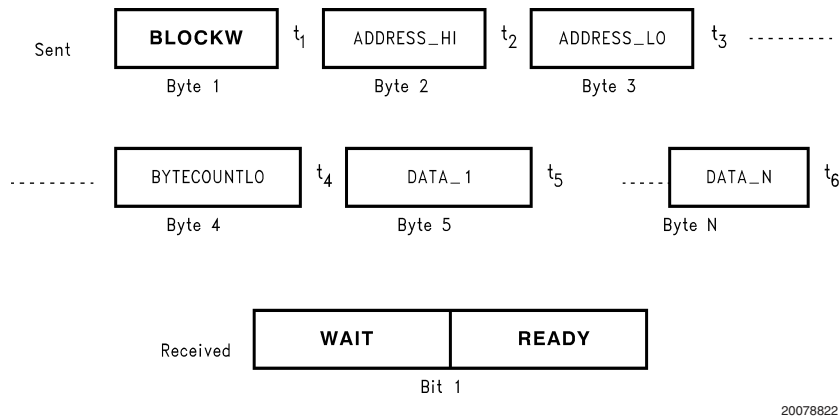 Sent BLOCKW t1 ADDRESS_HI t2 ADDRESS_LO t3
Byte 1 Byte 2 Byte 3
BYTECOUNTLO t4 DATA_1 t5 DATA_N t6
Byte 4 Byte 5 Byte N
Received WAIT READY
Bit 1
20078822